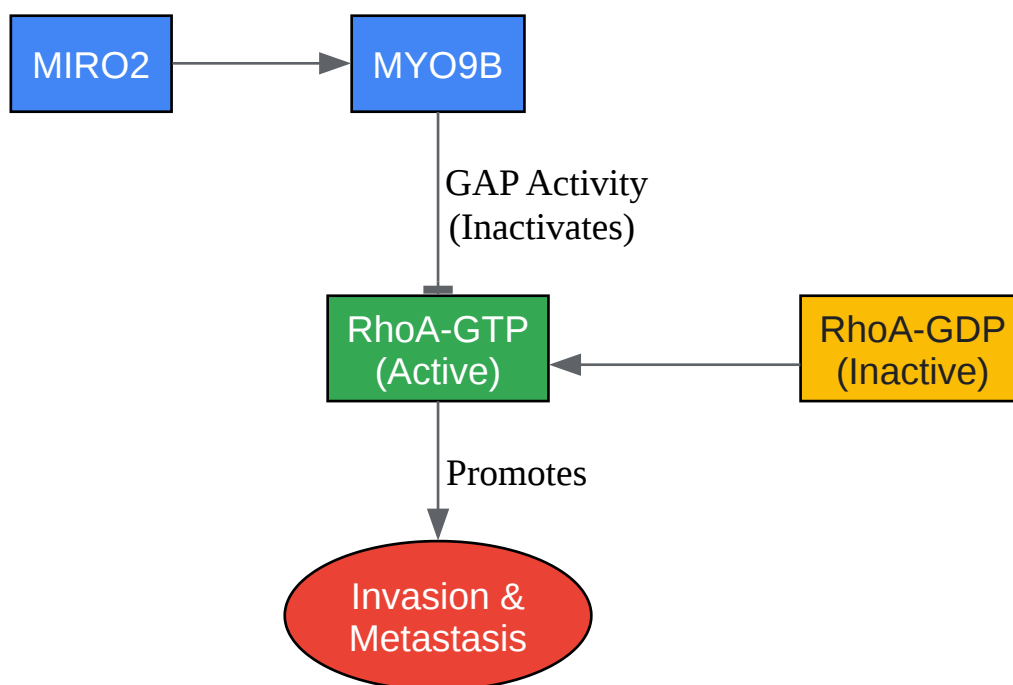 MIRO2
MYO9B
GAP Activity
(Inactivates)
RhoA-GTP
(Active)
RhoA-GDP
(Inactive)
Promotes
Invasion &
Metastasis